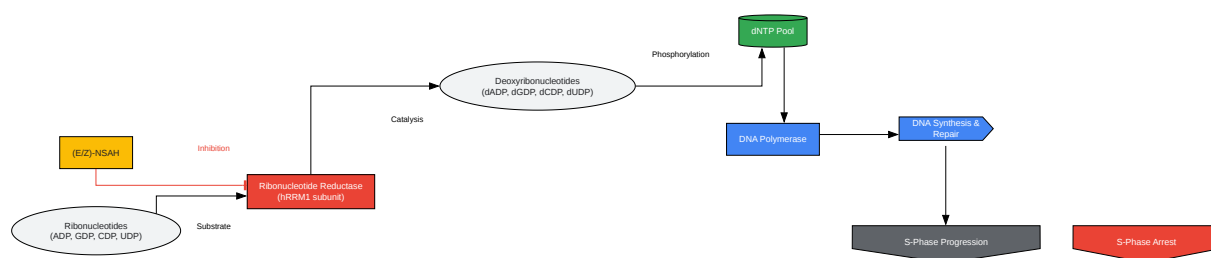 dNTP Pool
Phosphorylation
Deoxyribonucleotides
(dADP, dGDP, dCDP, dUDP)
Catalysis
DNA Polymerase
DNA Synthesis &
Repair
(E/Z)-NSAH
Inhibition
Ribonucleotide Reductase
(hRRM1 subunit)
Substrate
Ribonucleotides
(ADP, GDP, CDP, UDP)
S-Phase Progression
S-Phase Arrest